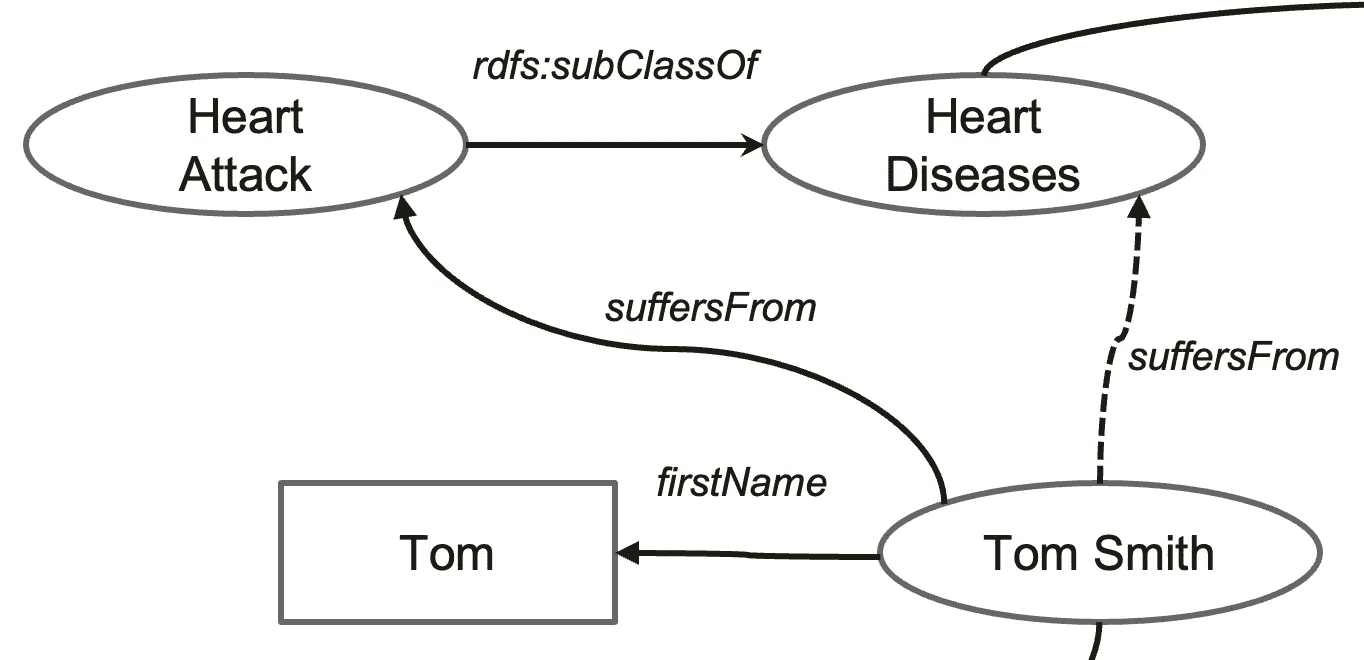 rdfs:subClassOf
Heart
Attack
Heart
Diseases
suffersFrom
suffersFrom
firstName
Tom
Tom Smith